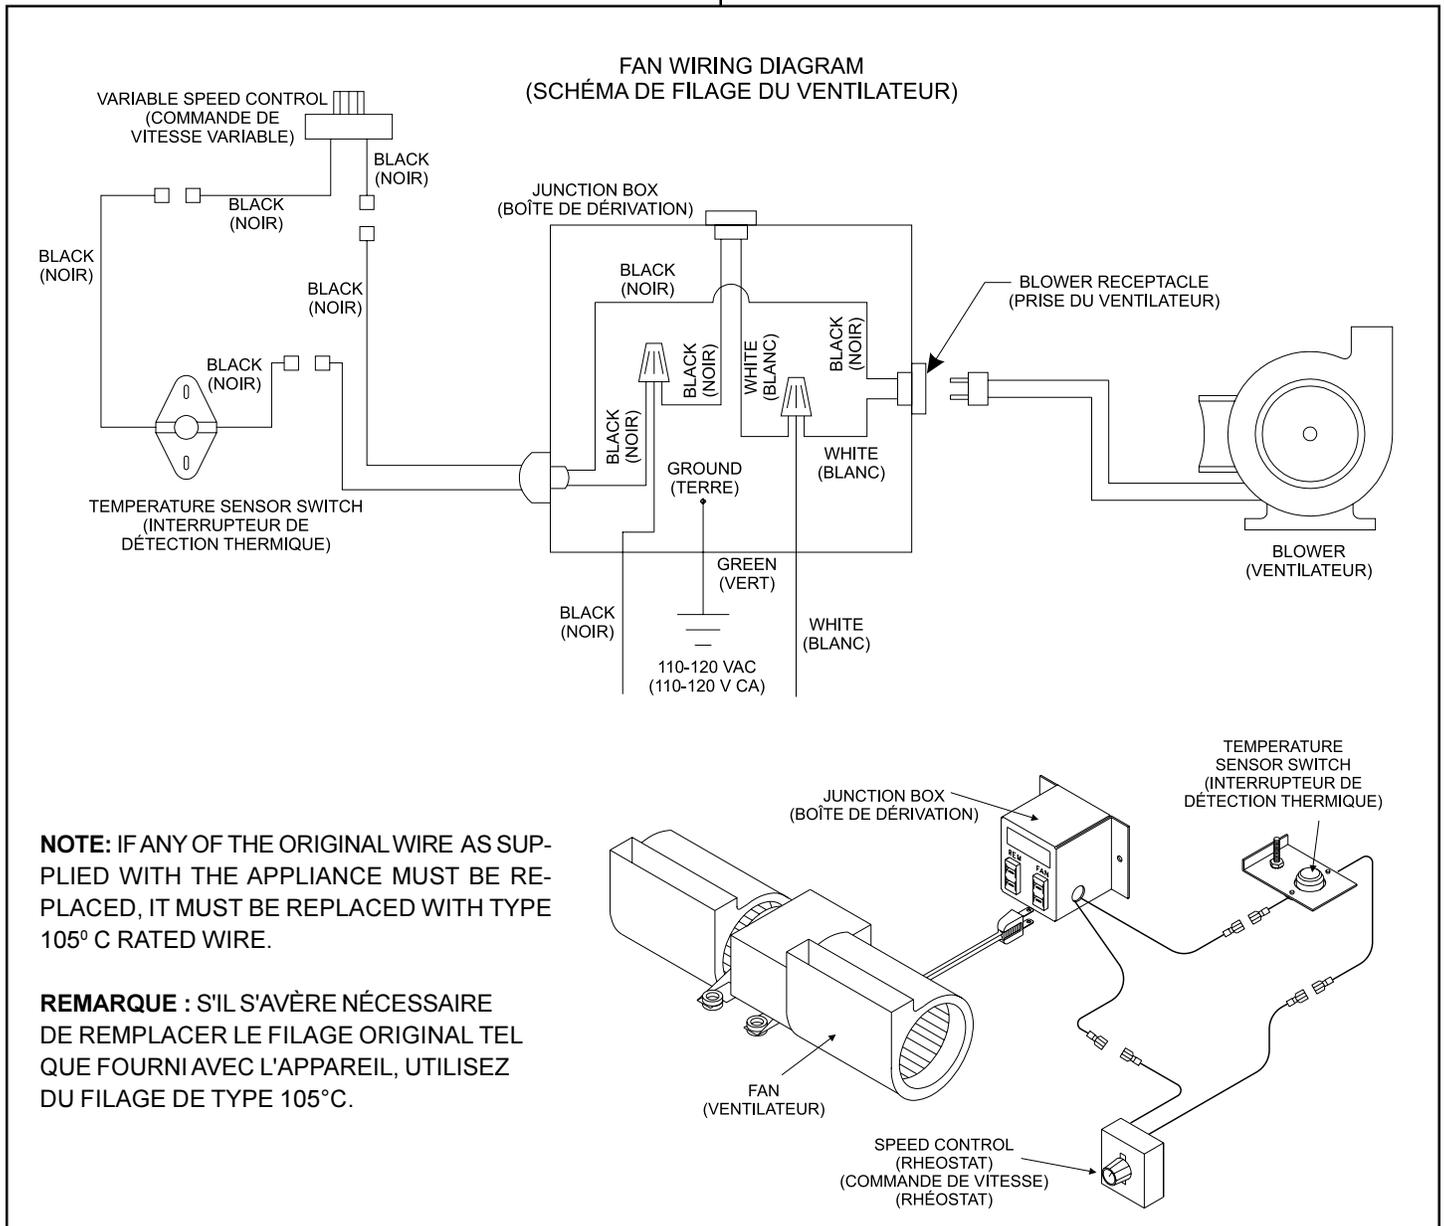 FAN WIRING DIAGRAM
(SCHÉMA DE FILAGE DU VENTILATEUR)
VARIABLE SPEED CONTROL
(COMMANDE DE
VITESSE VARIABLE)
BLACK
(NOIR)
BLACK
(NOIR)
BLACK
(NOIR)
BLACK
(NOIR)
BLACK
(NOIR)
TEMPERATURE SENSOR SWITCH
(INTERRUPTEUR DE
DÉTECTION THERMIQUE)
JUNCTION BOX
(BOÎTE DE DÉRIVATION)
BLACK
(NOIR)
BLACK
(NOIR)
WHITE
(BLANC)
BLACK
(NOIR)
BLACK
(NOIR)
WHITE
(BLANC)
GROUND
(TERRE)
GREEN
(VERT)
BLACK
(NOIR)
WHITE
(BLANC)
110-120 VAC
(110-120 V CA)
BLOWER RECEPTACLE
(PRISE DU VENTILATEUR)
BLOWER
(VENTILATEUR)
NOTE: IF ANY OF THE ORIGINAL WIRE AS SUP-
PLIED WITH THE APPLIANCE MUST BE RE-
PLACED, IT MUST BE REPLACED WITH TYPE
105⁰ C RATED WIRE.
REMARQUE : S'IL S'AVÈRE NÉCESSAIRE
DE REMPLACER LE FILAGE ORIGINAL TEL
QUE FOURNI AVEC L'APPAREIL, UTILISEZ
DU FILAGE DE TYPE 105°C.
JUNCTION BOX
(BOÎTE DE DÉRIVATION)
REM
FAN
TEMPERATURE
SENSOR SWITCH
(INTERRUPTEUR DE
DÉTECTION THERMIQUE)
FAN
(VENTILATEUR)
SPEED CONTROL
(RHEOSTAT)
(COMMANDE DE VITESSE)
(RHÉOSTAT)